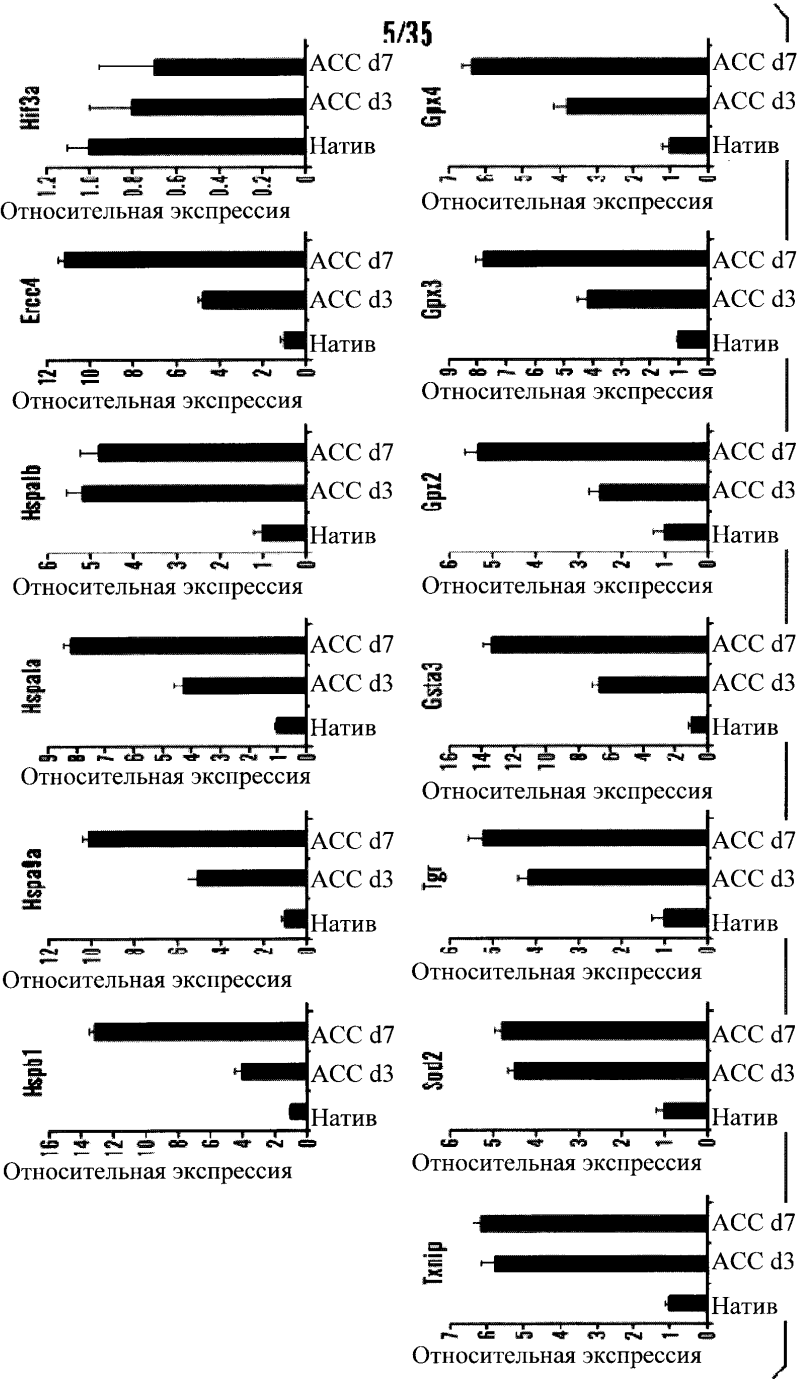 5/35
Hif3a
1.2
1.0
0.8
0.6
0.4
0.2
0
ACC d7
ACC d3
Натив
Относительная экспрессия
Gpx4
7
6
5
4
3
2
1
0
ACC d7
ACC d3
Натив
Относительная экспрессия
Ercc4
12
10
8
6
4
2
0
ACC d7
ACC d3
Натив
Относительная экспрессия
Gpx3
9
8
7
6
5
4
3
2
1
0
ACC d7
ACC d3
Натив
Относительная экспрессия
Hspa1b
6
5
4
3
2
1
0
ACC d7
ACC d3
Натив
Относительная экспрессия
Gpx2
6
5
4
3
2
1
0
ACC d7
ACC d3
Натив
Относительная экспрессия
Hspa1a
9
8
7
6
5
4
3
2
1
0
ACC d7
ACC d3
Натив
Относительная экспрессия
Gsta3
16
14
12
10
8
6
4
2
0
ACC d7
ACC d3
Натив
Относительная экспрессия
Hspa9a
12
10
8
6
4
2
0
ACC d7
ACC d3
Натив
Относительная экспрессия
Tgr
6
5
4
3
2
1
0
ACC d7
ACC d3
Натив
Относительная экспрессия
Hspb1
16
14
12
10
8
6
4
2
0
ACC d7
ACC d3
Натив
Относительная экспрессия
Sod2
6
5
4
3
2
1
0
ACC d7
ACC d3
Натив
Относительная экспрессия
Txnip
7
6
5
4
3
2
1
0
ACC d7
ACC d3
Натив
Относительная экспрессия